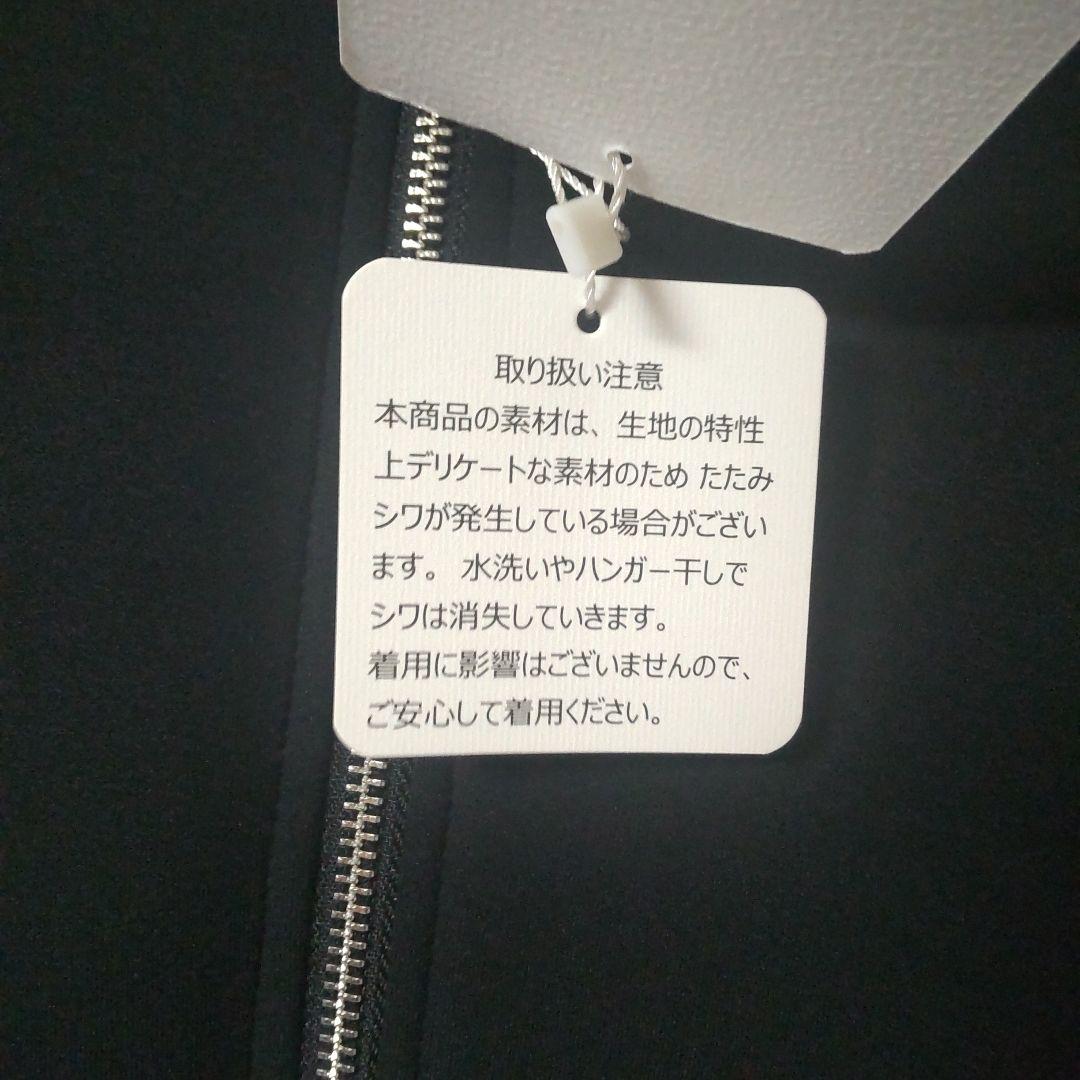 取り扱い注意
本商品の素材は、生地の特性
上デリケートな素材のため たたみ
シワが発生している場合がござい
ます。 水洗いやハンガー干しで
シワは消失していきます。
着用に影響はございませんので、
ご安心して着用ください。